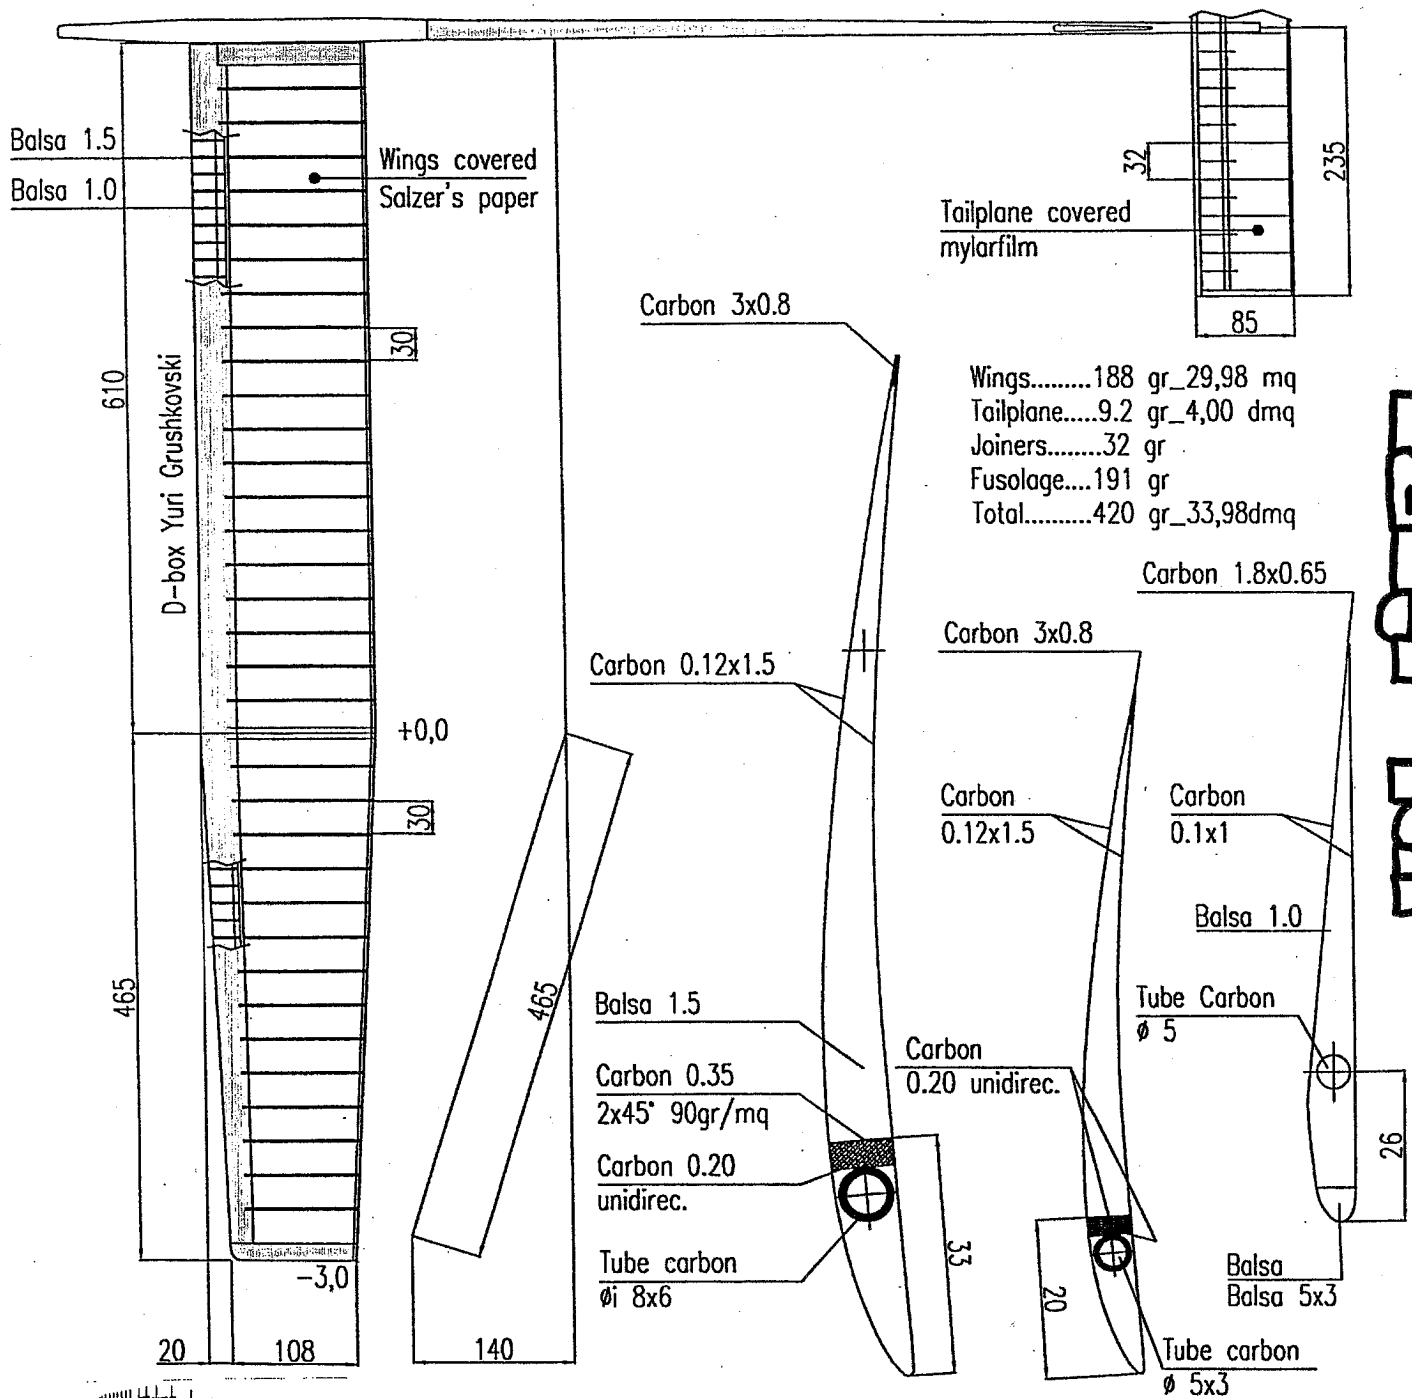 Balsa 1.5
Balsa 1.0
Wings covered
Salzer's paper
610
D-box Yuri Grushkovski
30
+0,0
30
465
465
-3,0
20
108
140
32
235
Tailplane covered
mylarfilm
85
Carbon 3x0.8
Wings.........188 gr_29,98 mq
Tailplane.....9.2 gr_4,00 dmq
Joiners........32 gr
Fusolage....191 gr
Total..........420 gr_33,98dmq
Carbon 0.12x1.5
Balsa 1.5
Carbon 0.35
2x45° 90gr/mq
Carbon 0.20
unidirec.
Tube carbon
øi 8x6
33
Carbon 3x0.8
Carbon
0.12x1.5
Carbon
0.20 unidirec.
20
Tube carbon
ø 5x3
Carbon 1.8x0.65
Carbon
0.1x1
Balsa 1.0
Tube Carbon
ø 5
26
Balsa
Balsa 5x3